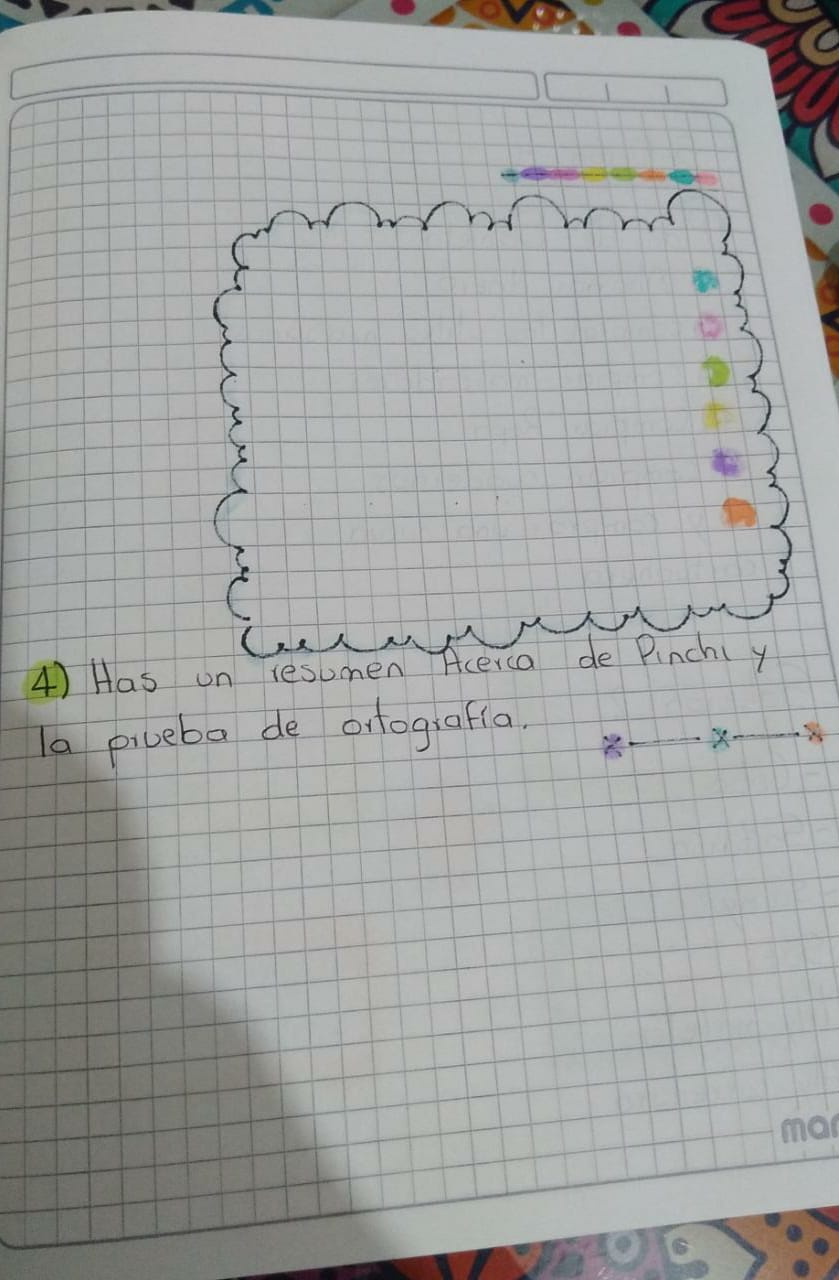 4) Has un resumen Acerca de Pinchi y
la prueba de ortografía.